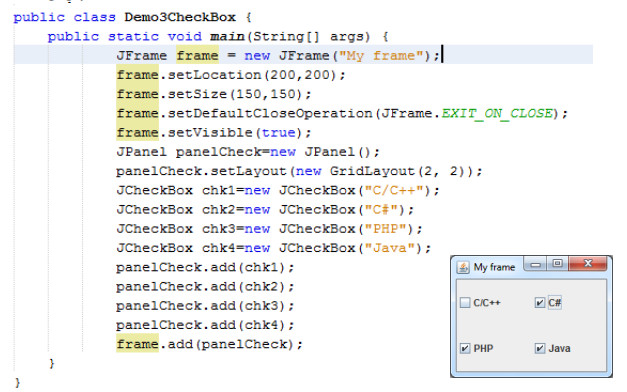 public class Demo3CheckBox {
public static void main(String[] args) {
JFrame frame = new JFrame("My frame");
frame.setLocation(200,200);
frame.setSize(150,150);
frame.setDefaultCloseOperation(JFrame.EXIT_ON_CLOSE);
frame.setVisible(true);
JPanel panelCheck=new JPanel();
panelCheck.setLayout(new GridLayout(2, 2));
JCheckBox chk1=new JCheckBox("C/C++");
JCheckBox chk2=new JCheckBox("C#");
JCheckBox chk3=new JCheckBox("PHP");
JCheckBox chk4=new JCheckBox("Java");
panelCheck.add(chk1);
panelCheck.add(chk2);
panelCheck.add(chk3);
panelCheck.add(chk4);
frame.add(panelCheck);
}
}
My frame
C/C++ C#
PHP Java